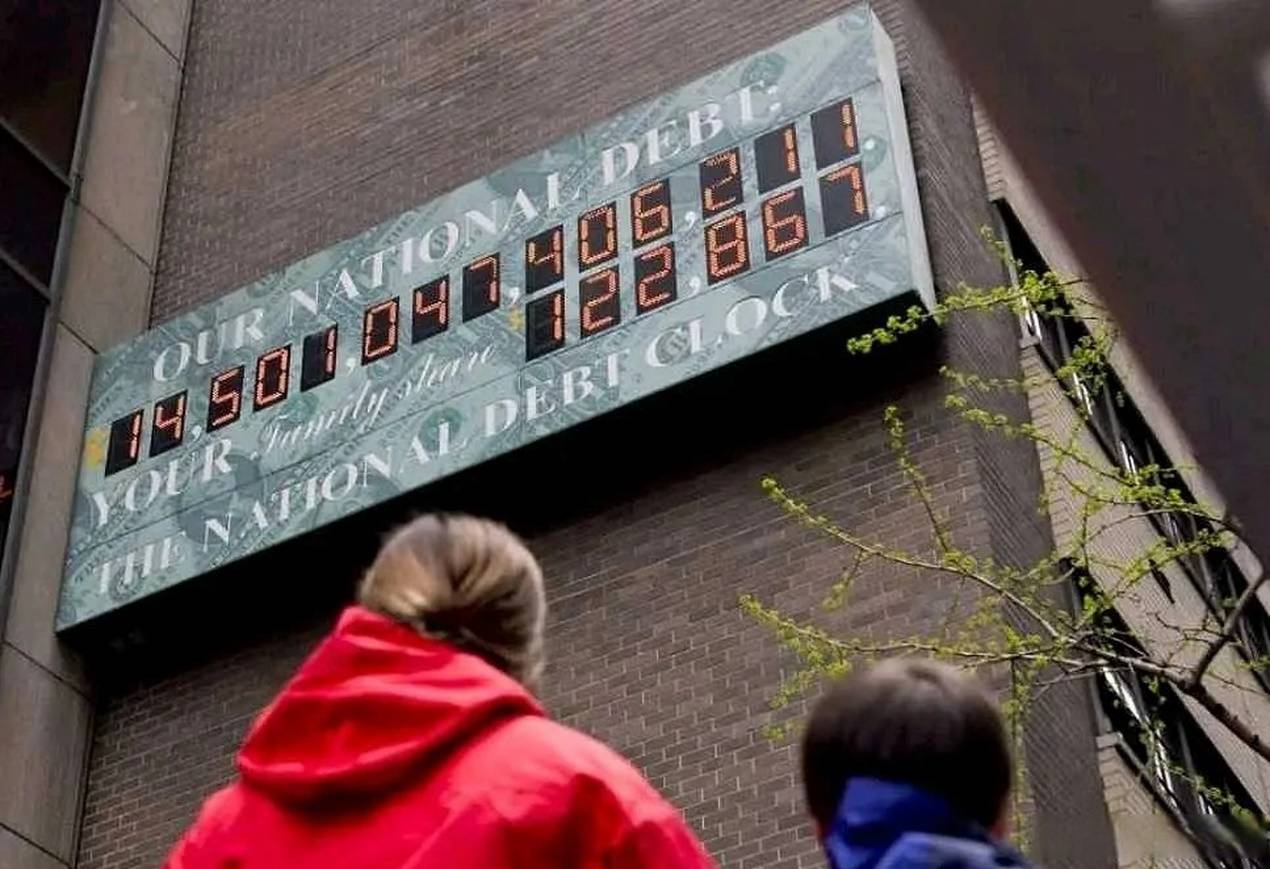 OUR NATIONAL DEBT:
$14,501,047,406,211
YOUR Family share $122,867
THE NATIONAL DEBT CLOCK